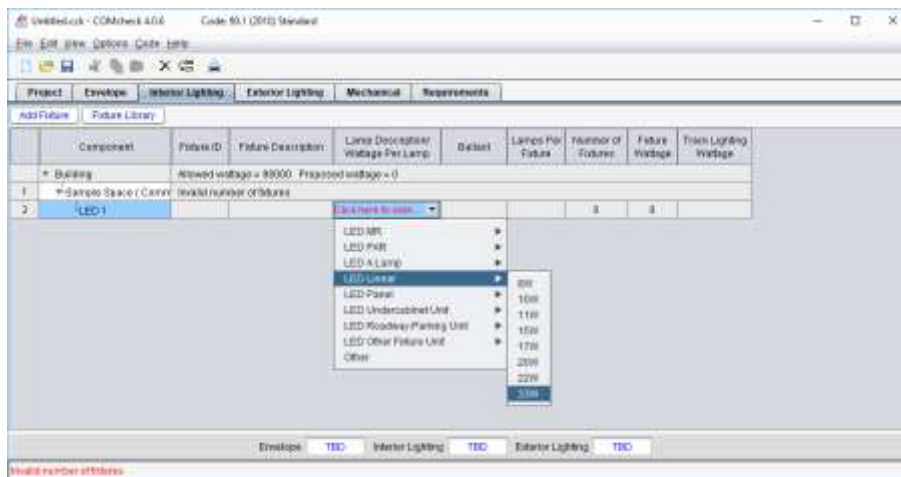 Untitled.cck - COMcheck 4.0.6 Code: 90.1 (2010) Standard
File Edit View Options Code Help
Project Envelope Interior Lighting Exterior Lighting Mechanical Requirements
Add Fixture Fixture Library
Component Fixture ID Fixture Description Lamp Description/ Wattage Per Lamp Ballast Lamps Per Fixture Number of Fixtures Fixture Wattage Track Lighting Wattage
Building Allowed wattage = Proposed wattage = 0
1 Sample Space ( Comm Invalid number of fixtures
2 LED 1 Click here to 0 0
LED MR
LED PAR
LED A Lamp
LED Linear
LED Panel
LED Undercabinet Unit
LED Roadway-Parking Unit
LED Other Fixture Unit
Other
8W
10W
11W
15W
17W
20W
22W
Envelope TBD Interior Lighting TBD Exterior Lighting TBD
Invalid number of fixtures